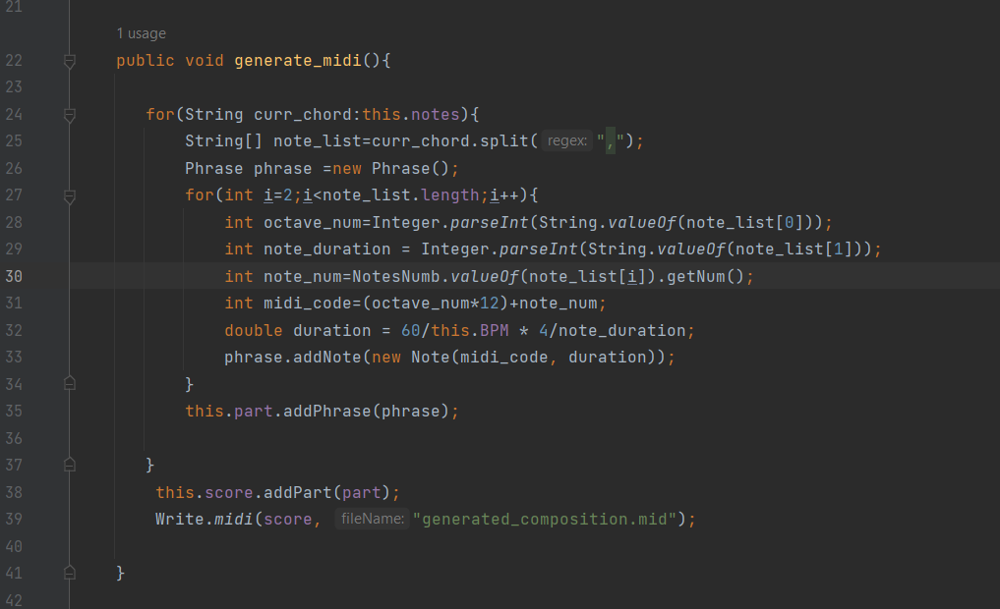 21
1 usage
22 public void generate_midi(){
23
24 for(String curr_chord:this.notes){
25 String[] note_list=curr_chord.split( regex: ",");
26 Phrase phrase =new Phrase();
27 for(int i=2;i<note_list.length;i++){
28 int octave_num=Integer.parseInt(String.valueOf(note_list[0]));
29 int note_duration = Integer.parseInt(String.valueOf(note_list[1]));
30 int note_num=NotesNumb.valueOf(note_list[i]).getNum();
31 int midi_code=(octave_num*12)+note_num;
32 double duration = 60/this.BPM * 4/note_duration;
33 phrase.addNote(new Note(midi_code, duration));
34 }
35 this.part.addPhrase(phrase);
36
37 }
38 this.score.addPart(part);
39 Write.midi(score, fileName: "generated_composition.mid");
40
41 }
42